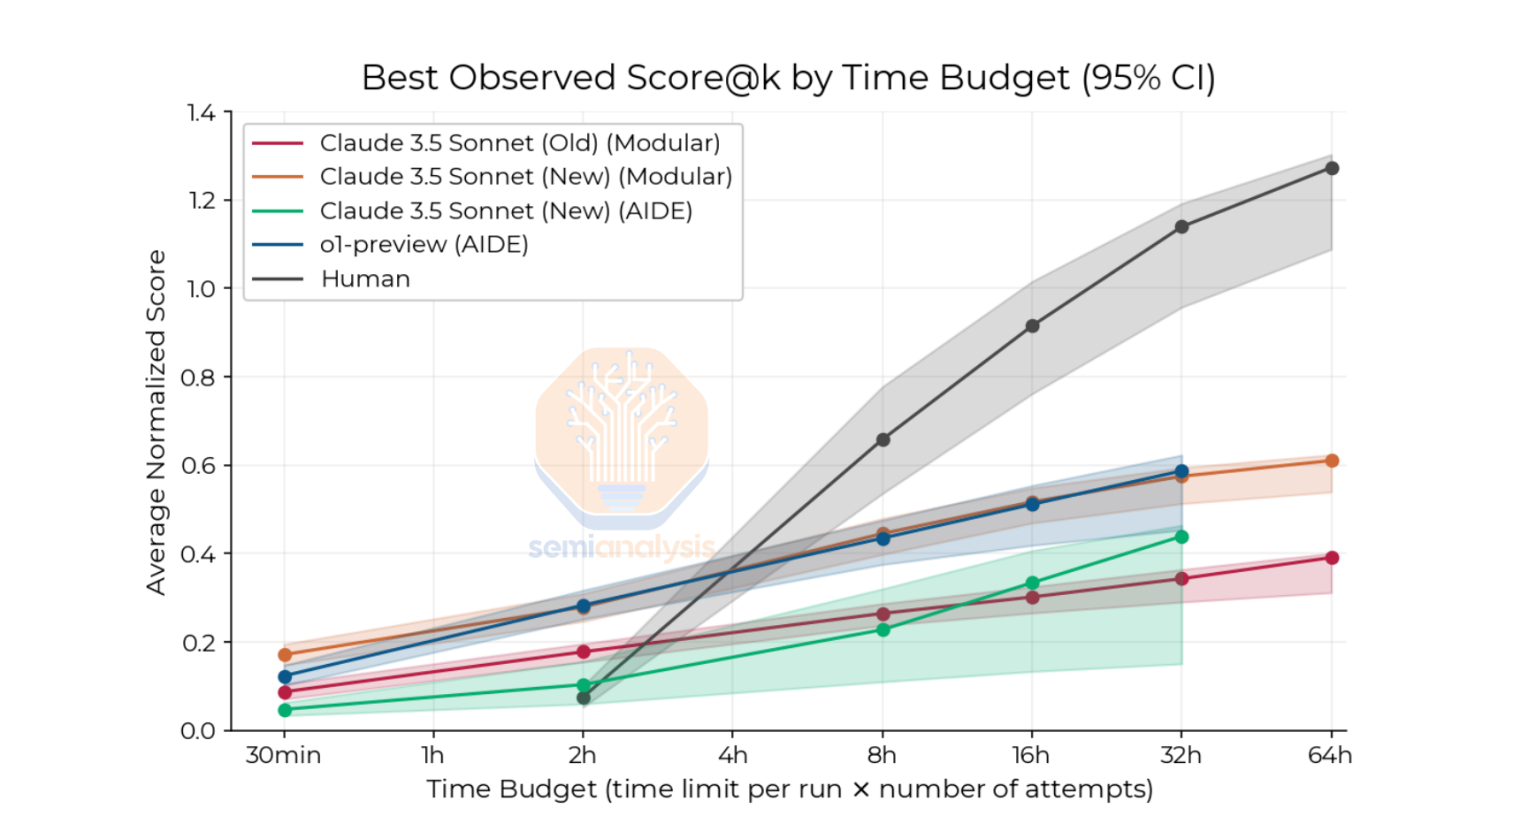 Best Observed Score@k by Time Budget (95% CI)
Claude 3.5 Sonnet (Old) (Modular)
Claude 3.5 Sonnet (New) (Modular)
Claude 3.5 Sonnet (New) (AIDE)
o1-preview (AIDE)
Human
Average Normalized Score
1.4
1.2
1.0
0.8
0.6
0.4
0.2
0.0
semianalysis
30min 1h 2h 4h 8h 16h 32h 64h
Time Budget (time limit per run × number of attempts)